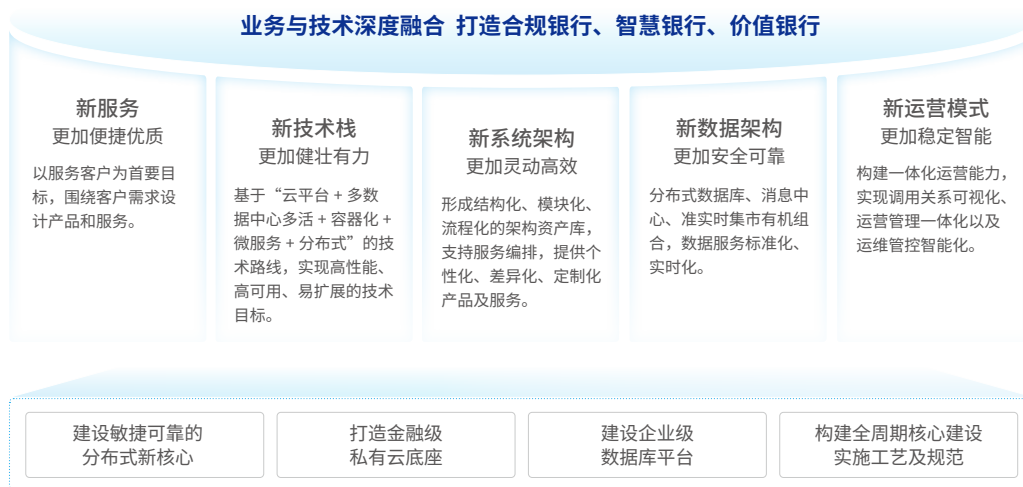 业务与技术深度融合 打造合规银行、智慧银行、价值银行
新服务
更加便捷优质
以服务客户为首要目
标，围绕客户需求设
计产品和服务。
新技术栈
更加健壮有力
基于“云平台 + 多数
据中心多活 + 容器化 +
微服务 + 分布式”的技
术路线，实现高性能、
高可用、易扩展的技术
目标。
新系统架构
更加灵动高效
形成结构化、模块化、
流程化的架构资产库，
支持服务编排，提供个
性化、差异化、定制化
产品及服务。
新数据架构
更加安全可靠
分布式数据库、消息中
心、准实时集市有机组
合，数据服务标准化、
实时化。
新运营模式
更加稳定智能
构建一体化运营能力，
实现调用关系可视化、
运营管理一体化以及
运维管控智能化。
建设敏捷可靠的
分布式新核心
打造金融级
私有云底座
建设企业级
数据库平台
构建全周期核心建设
实施工艺及规范